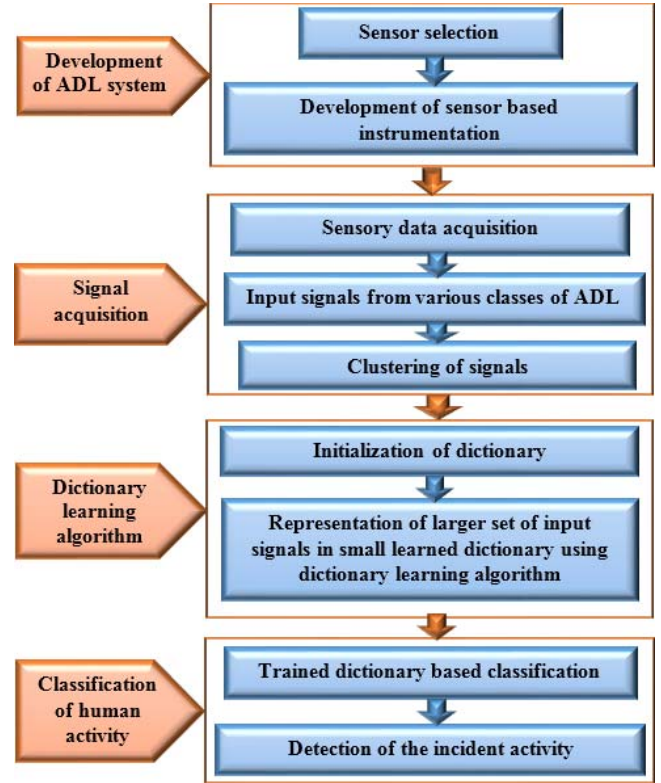 Development
of ADL system
Sensor selection
Development of sensor based
instrumentation
Signal
acquisition
Sensory data acquisition
Input signals from various classes of ADL
Clustering of signals
Dictionary
learning
algorithm
Initialization of dictionary
Representation of larger set of input
signals in small learned dictionary using
dictionary learning algorithm
Classification
of human
activity
Trained dictionary based classification
Detection of the incident activity